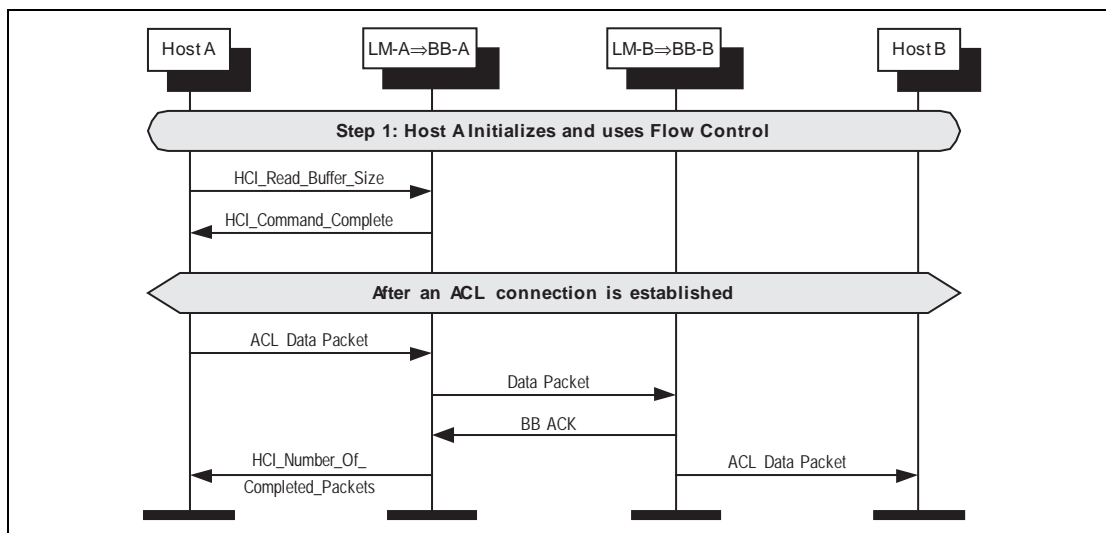 Host A
LM-A⇒BB-A
LM-B⇒BB-B
Host B
Step 1: Host A Initializes and uses Flow Control
HCI_Read_Buffer_Size
HCI_Command_Complete
After an ACL connection is established
ACL Data Packet
Data Packet
BB ACK
HCI_Number_Of_
Completed_Packets
ACL Data Packet